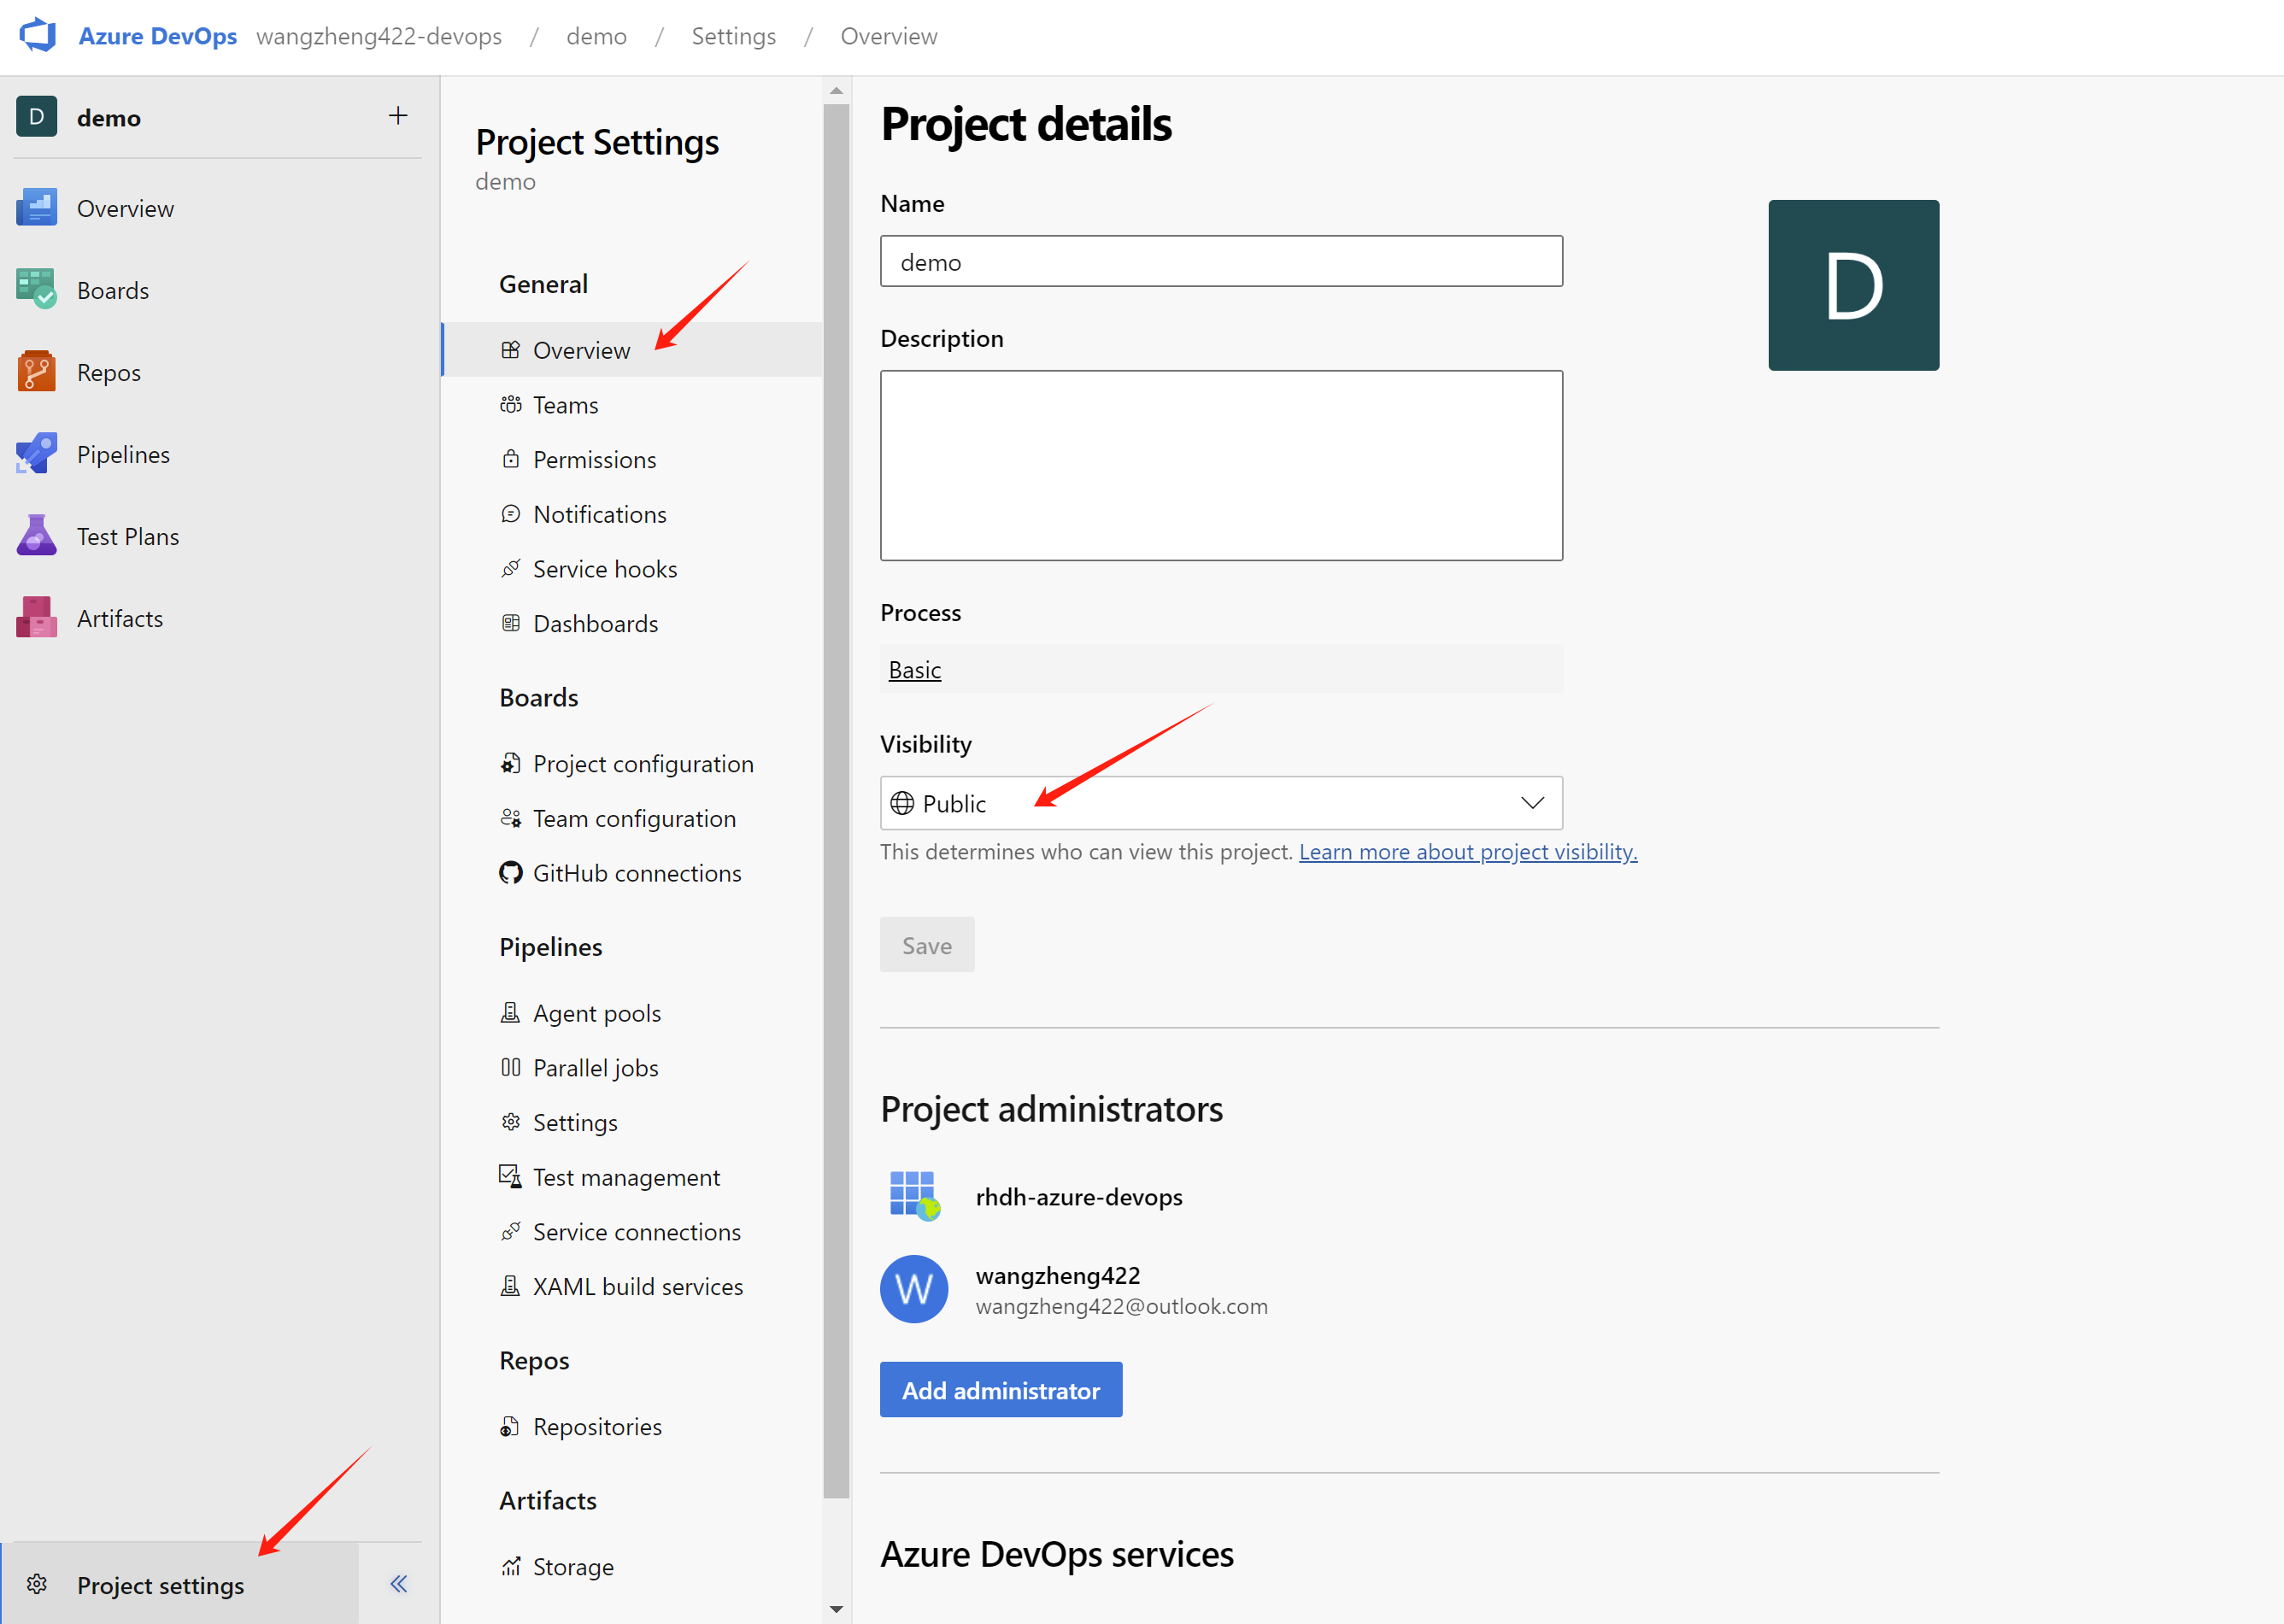 Azure DevOps wangzheng422-devops / demo / Settings / Overview
D demo +
Overview
Boards
Repos
Pipelines
Test Plans
Artifacts
Project settings
Project Settings
demo
General
Overview
Teams
Permissions
Notifications
Service hooks
Dashboards
Boards
Project configuration
Team configuration
GitHub connections
Pipelines
Agent pools
Parallel jobs
Settings
Test management
Service connections
XAML build services
Repos
Repositories
Artifacts
Storage
Project details
Name
demo
D
Description
Process
Basic
Visibility
Public
This determines who can view this project. Learn more about project visibility.
Save
Project administrators
rhdh-azure-devops
W
wangzheng422
wangzheng422@outlook.com
Add administrator
Azure DevOps services